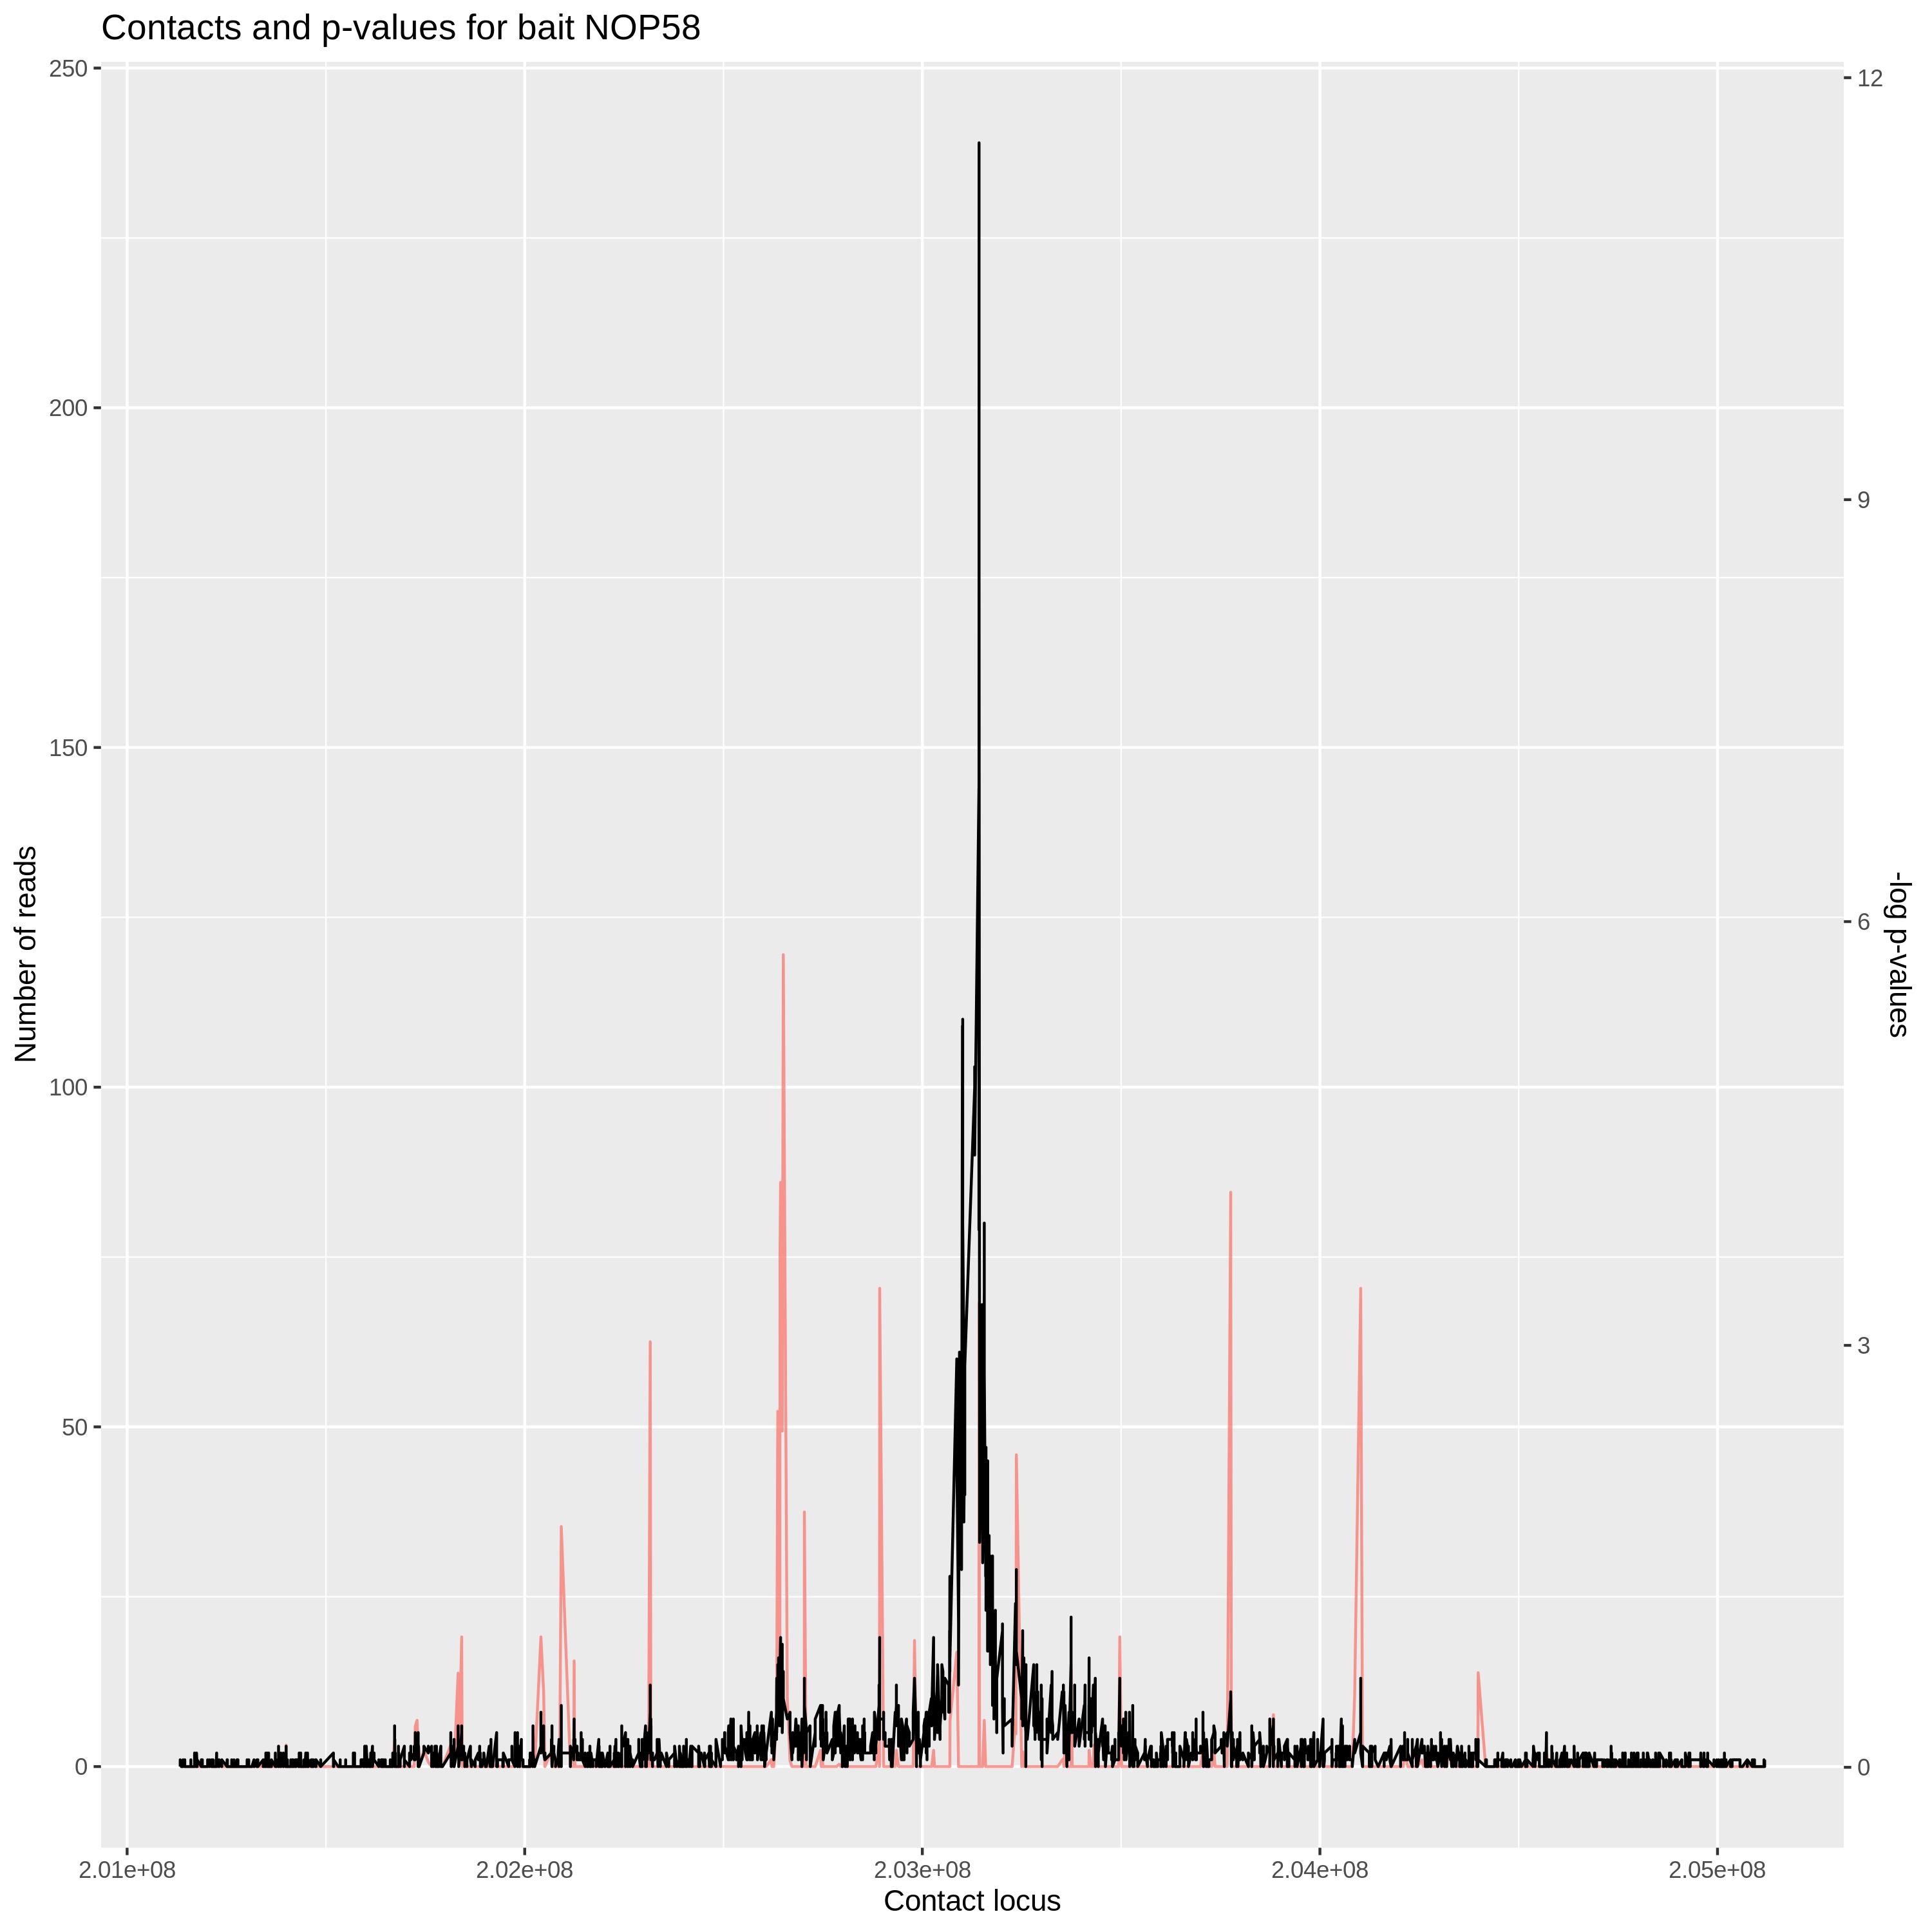 Contacts and p-values for bait NOP58
250
200
150
100
50
0
Number of reads
12
9
6
3
0
-log p-values
2.01e+08 2.02e+08 2.03e+08 2.04e+08 2.05e+08
Contact locus